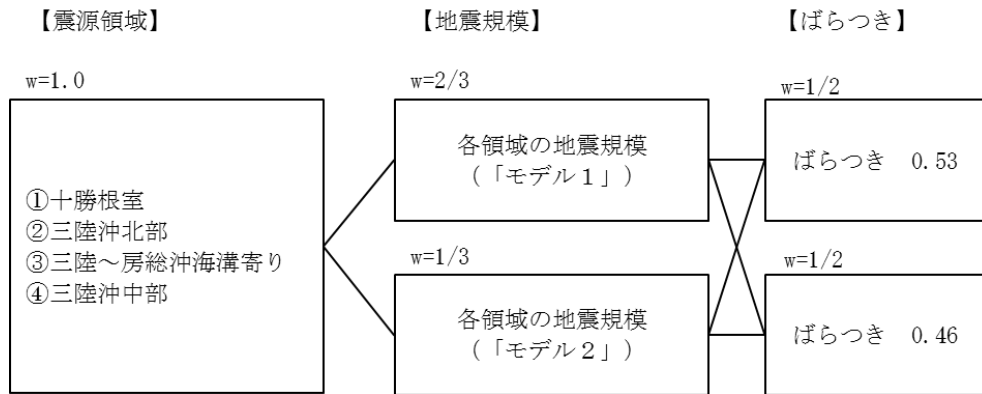 【震源領域】
【地震規模】
【ばらつき】
w=1.0
w=2/3
w=1/2
①十勝根室
②三陸沖北部
③三陸～房総沖海溝寄り
④三陸沖中部
各領域の地震規模
(「モデル１」)
ばらつき　0.53
w=1/3
w=1/2
各領域の地震規模
(「モデル２」)
ばらつき　0.46